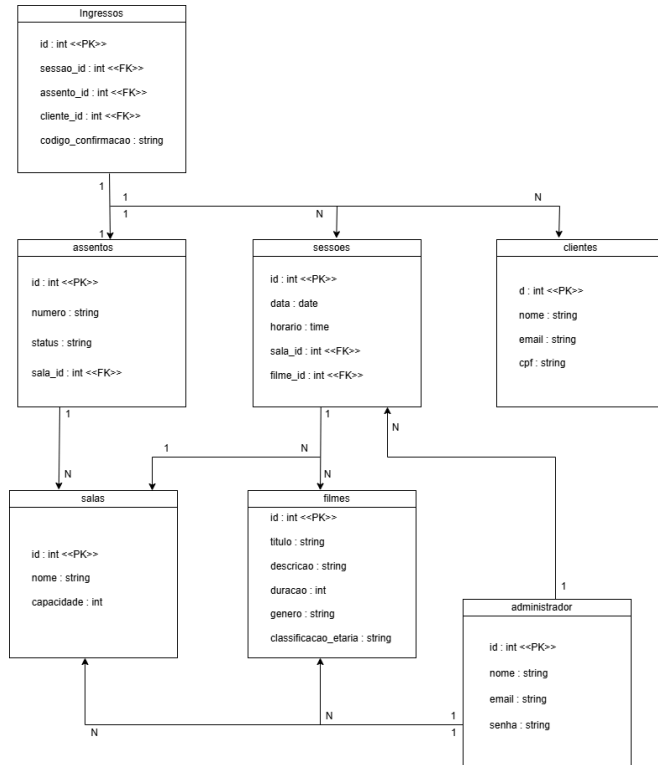 Ingressos
id : int <<PK>>
sessao_id : int <<FK>>
assento_id : int <<FK>>
cliente_id : int <<FK>>
codigo_confirmacao : string
1
1
N
1
N
1
assentos
id : int <<PK>>
numero : string
status : string
sala_id : int <<FK>>
sessoes
id : int <<PK>>
data : date
horario : time
sala_id : int <<FK>>
filme_id : int <<FK>>
clientes
d : int <<PK>>
nome : string
email : string
cpf : string
1
1
N
1
N
N
N
salas
id : int <<PK>>
nome : string
capacidade : int
filmes
id : int <<PK>>
titulo : string
descricao : string
duracao : int
genero : string
classificacao_etaria : string
1
administrador
id : int <<PK>>
nome : string
email : string
senha : string
N
1
N
1